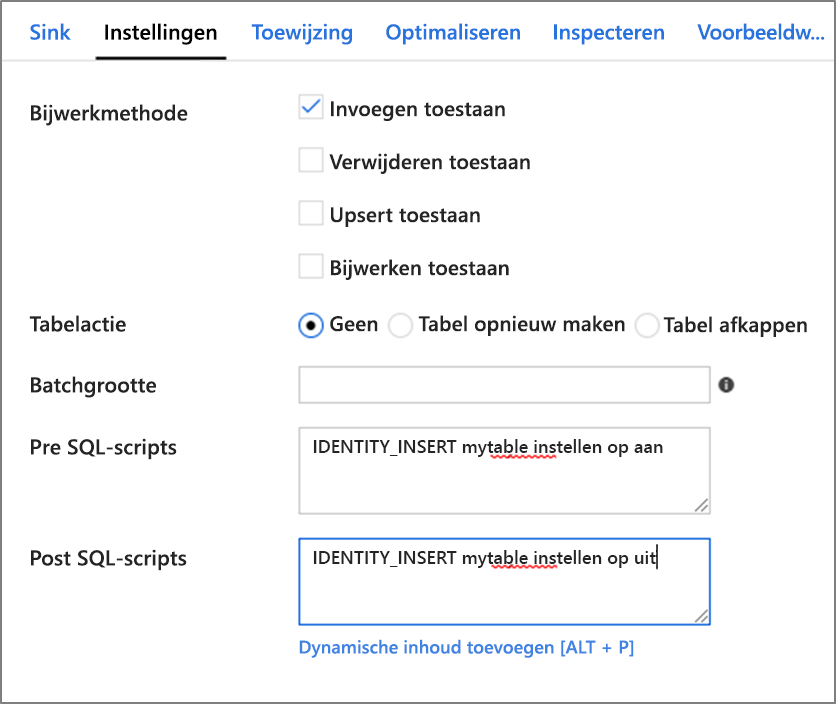 Sink Instellingen Toewijzing Optimaliseren Inspecteren Voorbeeldw...
Bijwerkmethode Invoegen toestaan
Verwijderen toestaan
Upsert toestaan
Bijwerken toestaan
Tabelactie Geen Tabel opnieuw maken Tabel afkappen
Batchgrootte
Pre SQL-scripts IDENTITY_INSERT mytable instellen op aan
Post SQL-scripts IDENTITY_INSERT mytable instellen op uit
Dynamische inhoud toevoegen [ALT + P]